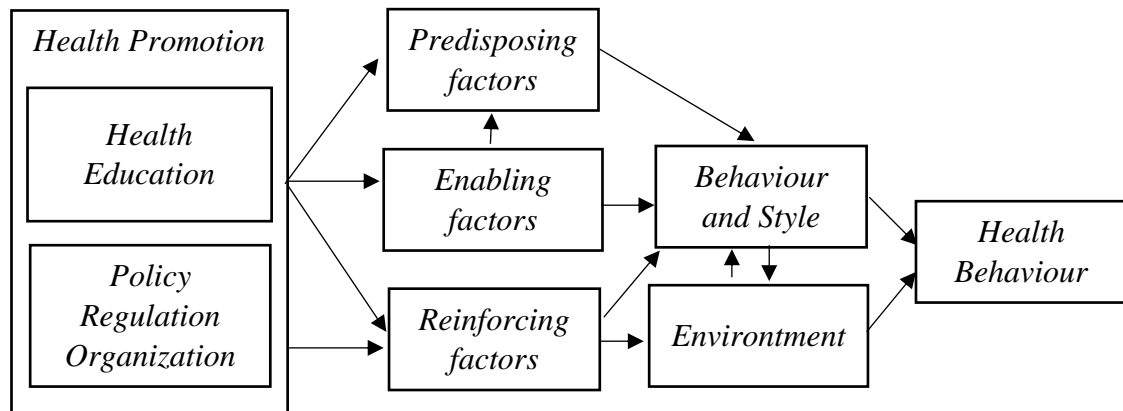 Health Promotion
Health
Education
Policy
Regulation
Organization
Predisposing
factors
Enabling
factors
Reinforcing
factors
Behaviour
and Style
Environtment
Health
Behaviour